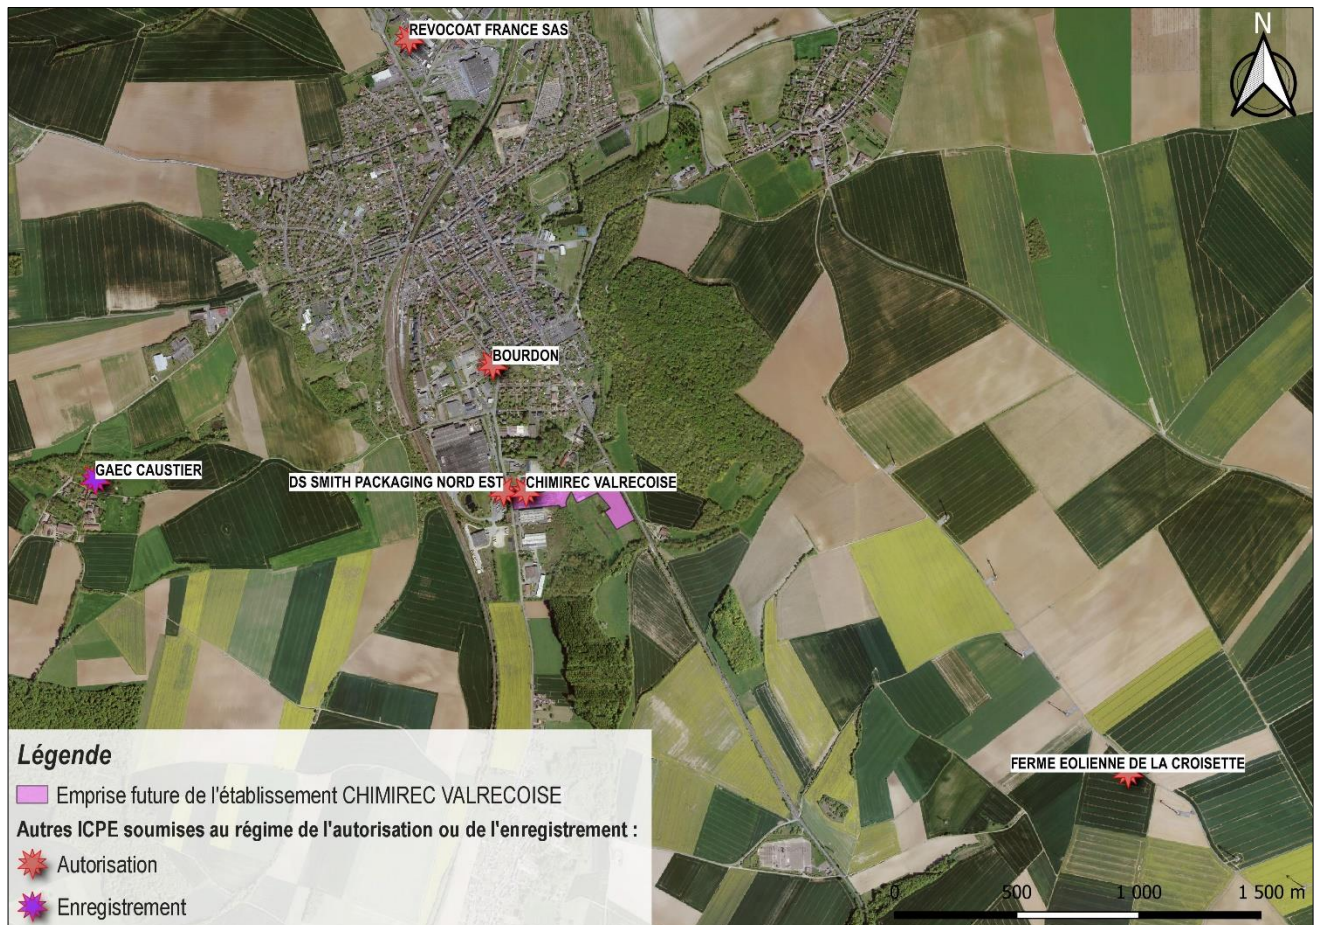 REVOCOAT FRANCE SAS
N
BOURDON
GAEC CAUSTIER
DS SMITH PACKAGING NORD EST
CHIMIREC VALRECOISE
FERME EOLIENNE DE LA CROISETTE
Légende
Emprise future de l'établissement CHIMIREC VALRECOISE
Autres ICPE soumises au régime de l'autorisation ou de l'enregistrement :
Autorisation
Enregistrement
0 500 1 000 1 500 m